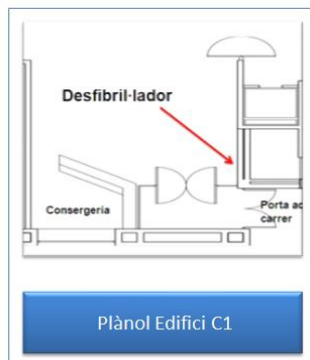 Desfibril·lador
Consergeria
Porta ac
carrer
Plànol Edifici C1